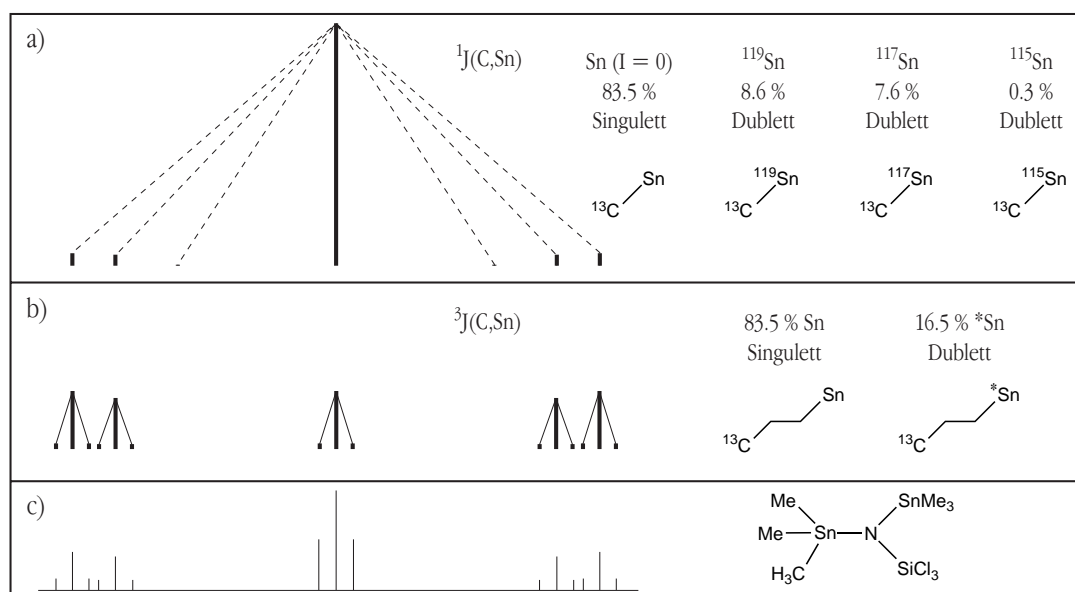 a)
¹J(C,Sn)
Sn (I = 0)
83.5 %
Singulett
¹¹⁹Sn
8.6 %
Dublett
¹¹⁷Sn
7.6 %
Dublett
¹¹⁵Sn
0.3 %
Dublett
Sn
¹³C
¹¹⁹Sn
¹³C
¹¹⁷Sn
¹³C
¹¹⁵Sn
¹³C
b)
³J(C,Sn)
83.5 % Sn
Singulett
16.5 % *Sn
Dublett
Sn
¹³C
*Sn
¹³C
c)
Me
SnMe₃
Me
Sn
N
H₃C
SiCl₃